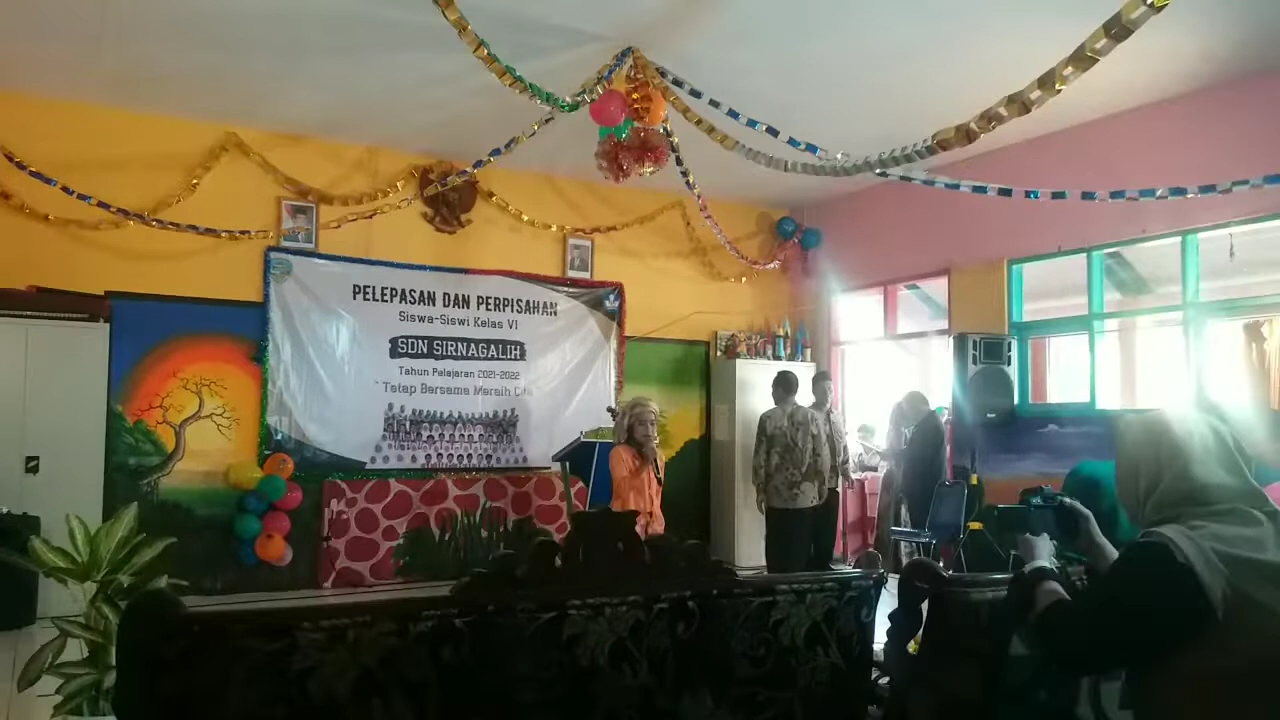 PELEPASAN DAN PERPISAHAN
Siswa-Siswi Kelas VI
SDN SIRNAGALIH
Tahun Pelajaran 2021-2022
"Tetap Bersama Meraih